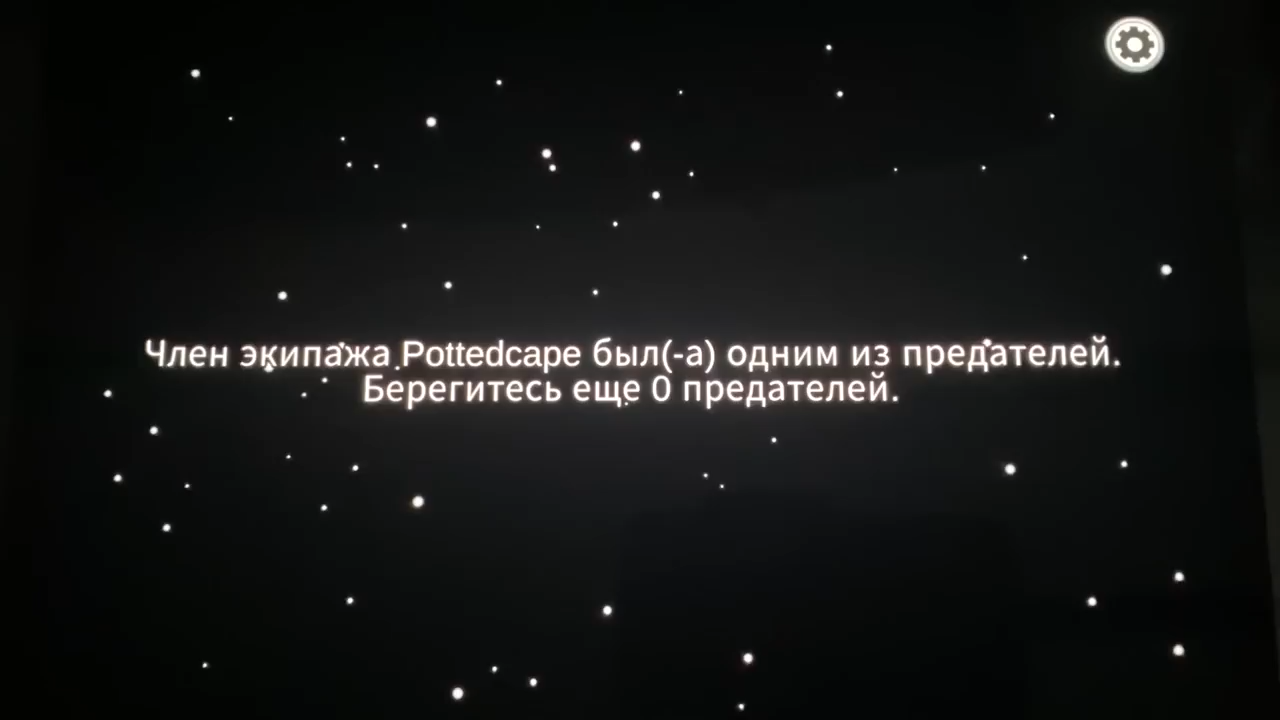 Член экипажа Pottedcape был(-а) одним из предателей.
Берегитесь еще 0 предателей.